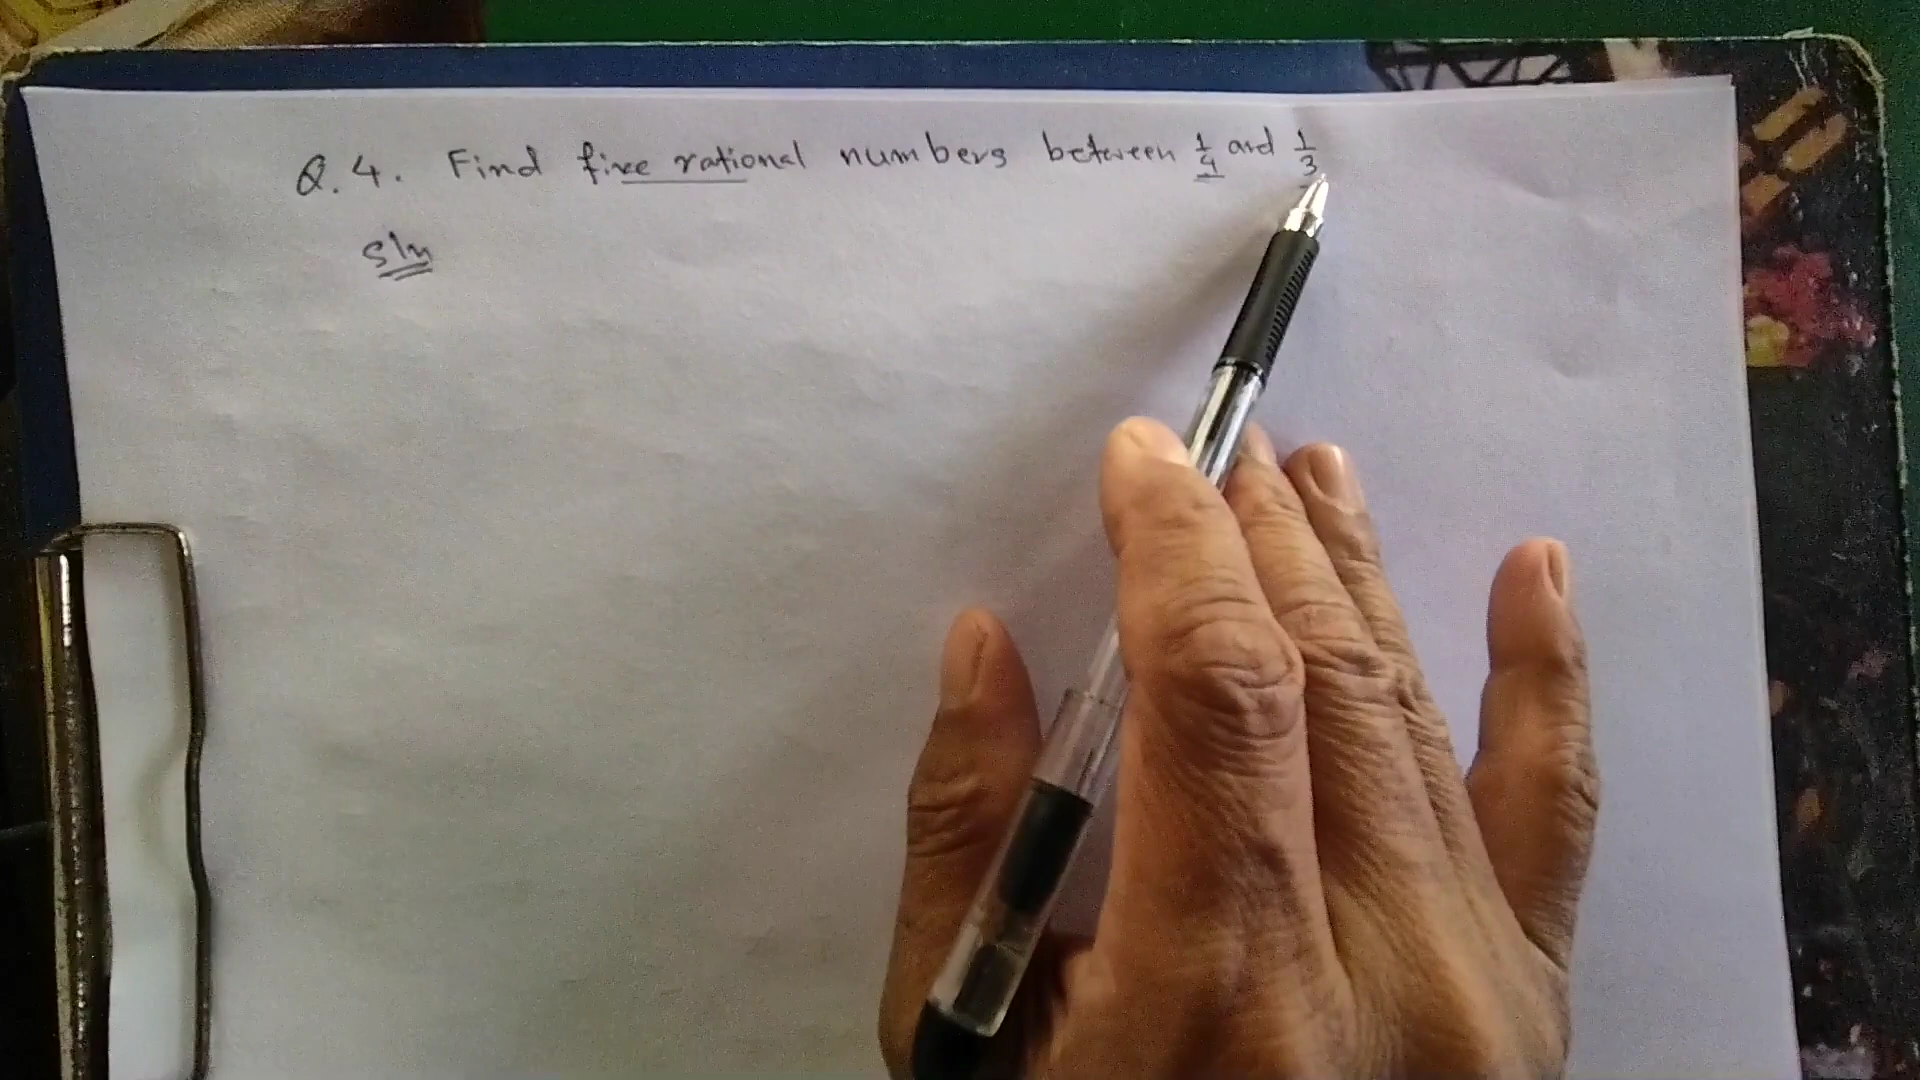 Q.4. Find five rational numbers between 1/4 and 1/3
Sln